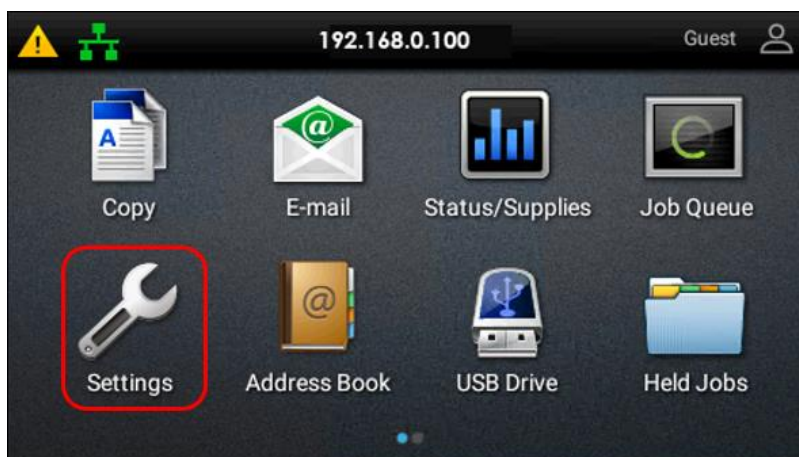 192.168.0.100 Guest
A @
Copy E-mail Status/Supplies Job Queue
@
Settings Address Book USB Drive Held Jobs